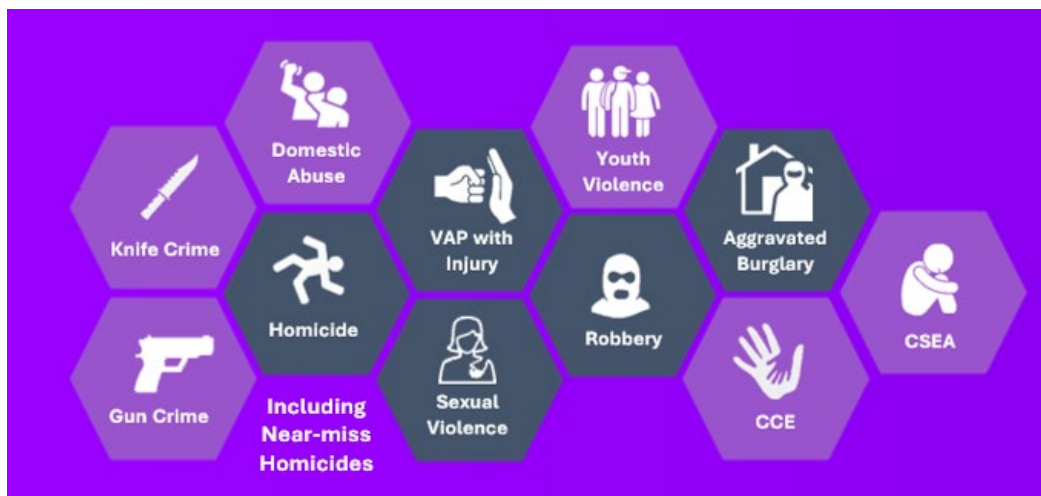 Domestic
Abuse
Youth
Violence
Knife Crime
VAP with
Injury
Aggravated
Burglary
Homicide
Robbery
CSEA
Gun Crime
Including
Near-miss
Homicides
Sexual
Violence
CCE